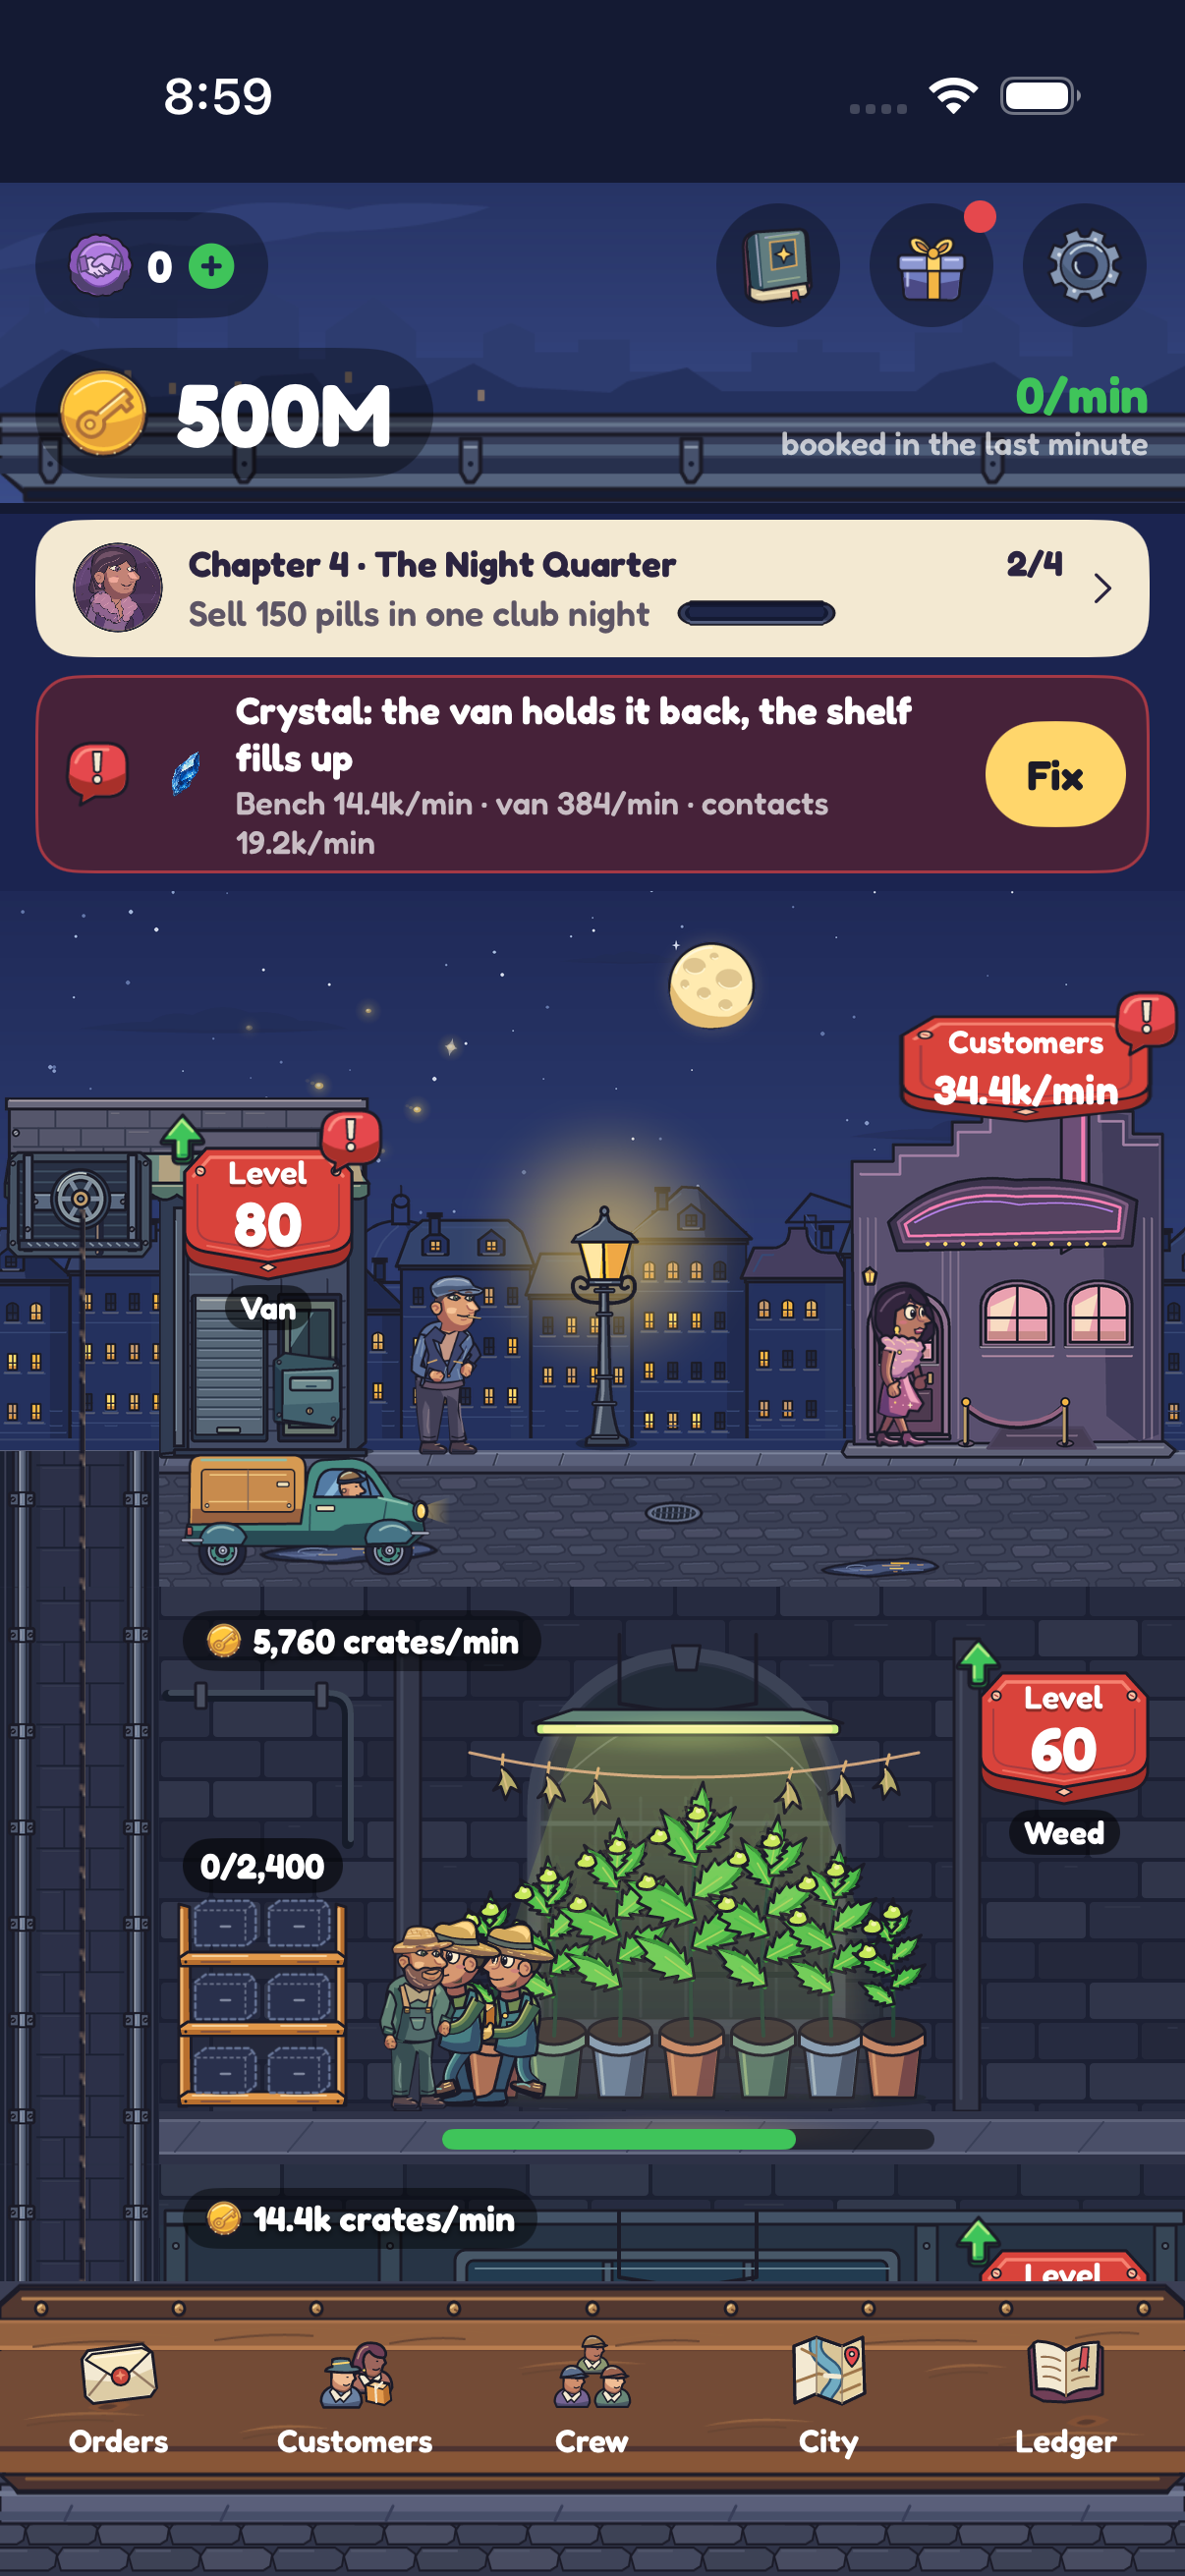 8:59
0
500M
0/min
booked in the last minute
Chapter 4 · The Night Quarter
2/4
Sell 150 pills in one club night
Crystal: the van holds it back, the shelf
fills up
Bench 14.4k/min · van 384/min · contacts
19.2k/min
Fix
Customers
34.4k/min
Level
80
Van
5,760 crates/min
Level
60
Weed
0/2,400
14.4k crates/min
Level
Orders
Customers
Crew
City
Ledger